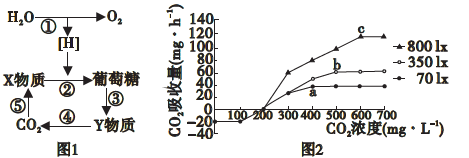 H₂O → O₂
①
[H]
X物质 → 葡萄糖
②
⑤ ③
④
CO₂ Y物质
图1
CO₂吸收量(mg·h⁻¹)
140
120
100
80
60
40
20
0
-20
-40
100 200 300 400 500 600 700
CO₂浓度(mg·L⁻¹)
a
b
c
800 lx
350 lx
70 lx
图2